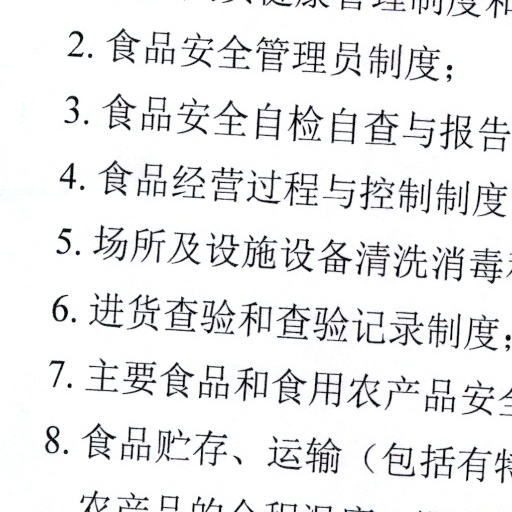 健康管理制度和
2. 食品安全管理员制度；
3. 食品安全自检自查与报告
4. 食品经营过程与控制制度
5. 场所及设施设备清洗消毒
6. 进货查验和查验记录制度；
7. 主要食品和食用农产品安全
8. 食品贮存、运输（包括有特
农产品的全程温度